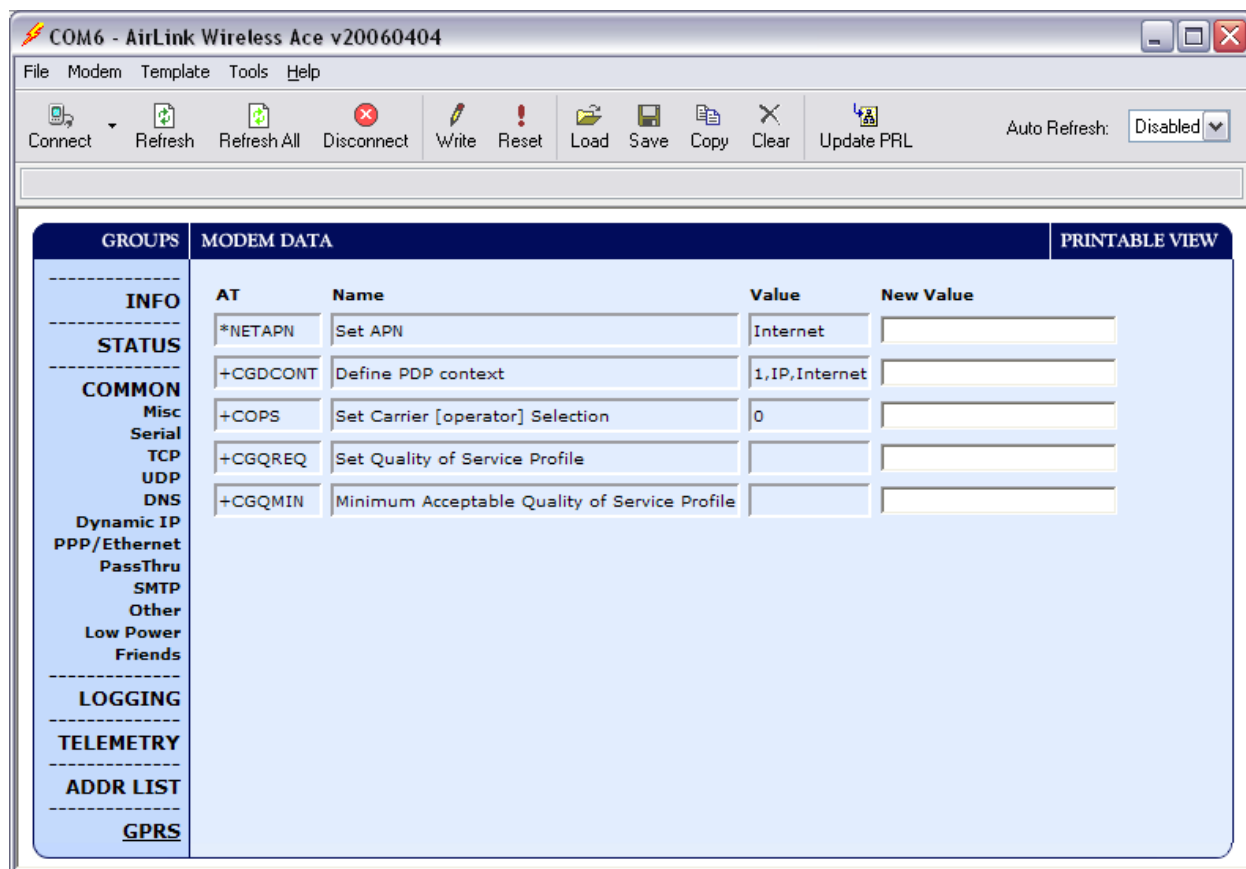 COM6 - AirLink Wireless Ace v20060404
File Modem Template Tools Help
Connect Refresh Refresh All Disconnect Write Reset Load Save Copy Clear Update PRL Auto Refresh: Disabled
GROUPS MODEM DATA PRINTABLE VIEW
INFO
STATUS
COMMON
Misc
Serial
TCP
UDP
DNS
Dynamic IP
PPP/Ethernet
PassThru
SMTP
Other
Low Power
Friends
LOGGING
TELEMETRY
ADDR LIST
GPRS
AT Name Value New Value
*NETAPN Set APN Internet
+CGDCONT Define PDP context 1,IP,Internet
+COPS Set Carrier [operator] Selection 0
+CGQREQ Set Quality of Service Profile
+CGQMIN Minimum Acceptable Quality of Service Profile